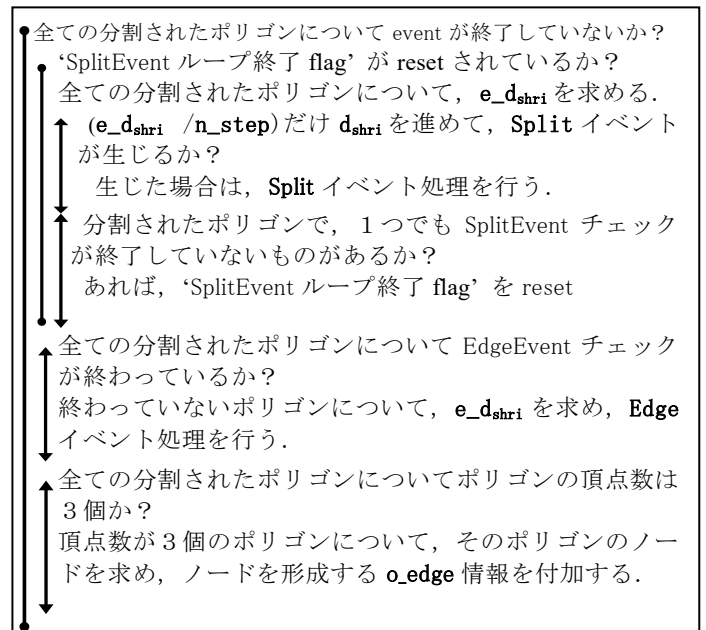 全ての分割されたポリゴンについて event が終了していないか？
‘SplitEvent ループ終了 flag’ が reset されているか？
全ての分割されたポリゴンについて，e_dshriを求める．
(e_dshri /n_step)だけ dshriを進めて，Split イベント
が生じるか？
生じた場合は，Split イベント処理を行う．
分割されたポリゴンで，１つでも SplitEvent チェック
が終了していないものがあるか？
あれば，‘SplitEvent ループ終了 flag’ を reset
全ての分割されたポリゴンについて EdgeEvent チェック
が終わっているか？
終わっていないポリゴンについて，e_dshri を求め，Edge
イベント処理を行う．
全ての分割されたポリゴンについてポリゴンの頂点数は
３個か？
頂点数が３個のポリゴンについて，そのポリゴンのノー
ドを求め，ノードを形成する o_edge 情報を付加する．